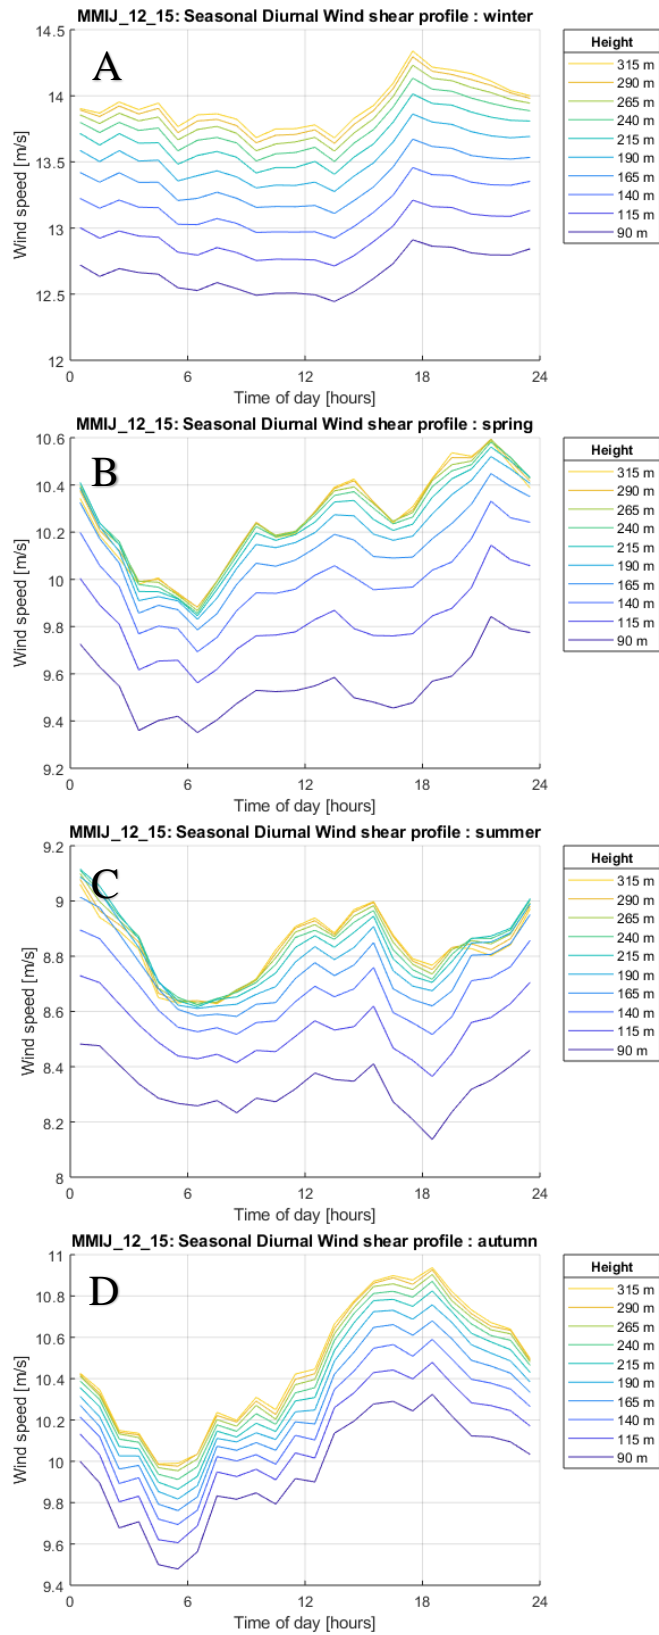 MMIJ_12_15: Seasonal Diurnal Wind shear profile : winter
A
14.5
14
13.5
13
12.5
12
Wind speed [m/s]
0 6 12 18 24
Time of day [hours]
Height
315 m
290 m
265 m
240 m
215 m
190 m
165 m
140 m
115 m
90 m
MMIJ_12_15: Seasonal Diurnal Wind shear profile : spring
B
10.6
10.4
10.2
10
9.8
9.6
9.4
9.2
Wind speed [m/s]
0 6 12 18 24
Time of day [hours]
Height
315 m
290 m
265 m
240 m
215 m
190 m
165 m
140 m
115 m
90 m
MMIJ_12_15: Seasonal Diurnal Wind shear profile : summer
C
9.2
9
8.8
8.6
8.4
8.2
8
Wind speed [m/s]
0 6 12 18 24
Time of day [hours]
Height
315 m
290 m
265 m
240 m
215 m
190 m
165 m
140 m
115 m
90 m
MMIJ_12_15: Seasonal Diurnal Wind shear profile : autumn
D
11
10.8
10.6
10.4
10.2
10
9.8
9.6
9.4
Wind speed [m/s]
0 6 12 18 24
Time of day [hours]
Height
315 m
290 m
265 m
240 m
215 m
190 m
165 m
140 m
115 m
90 m